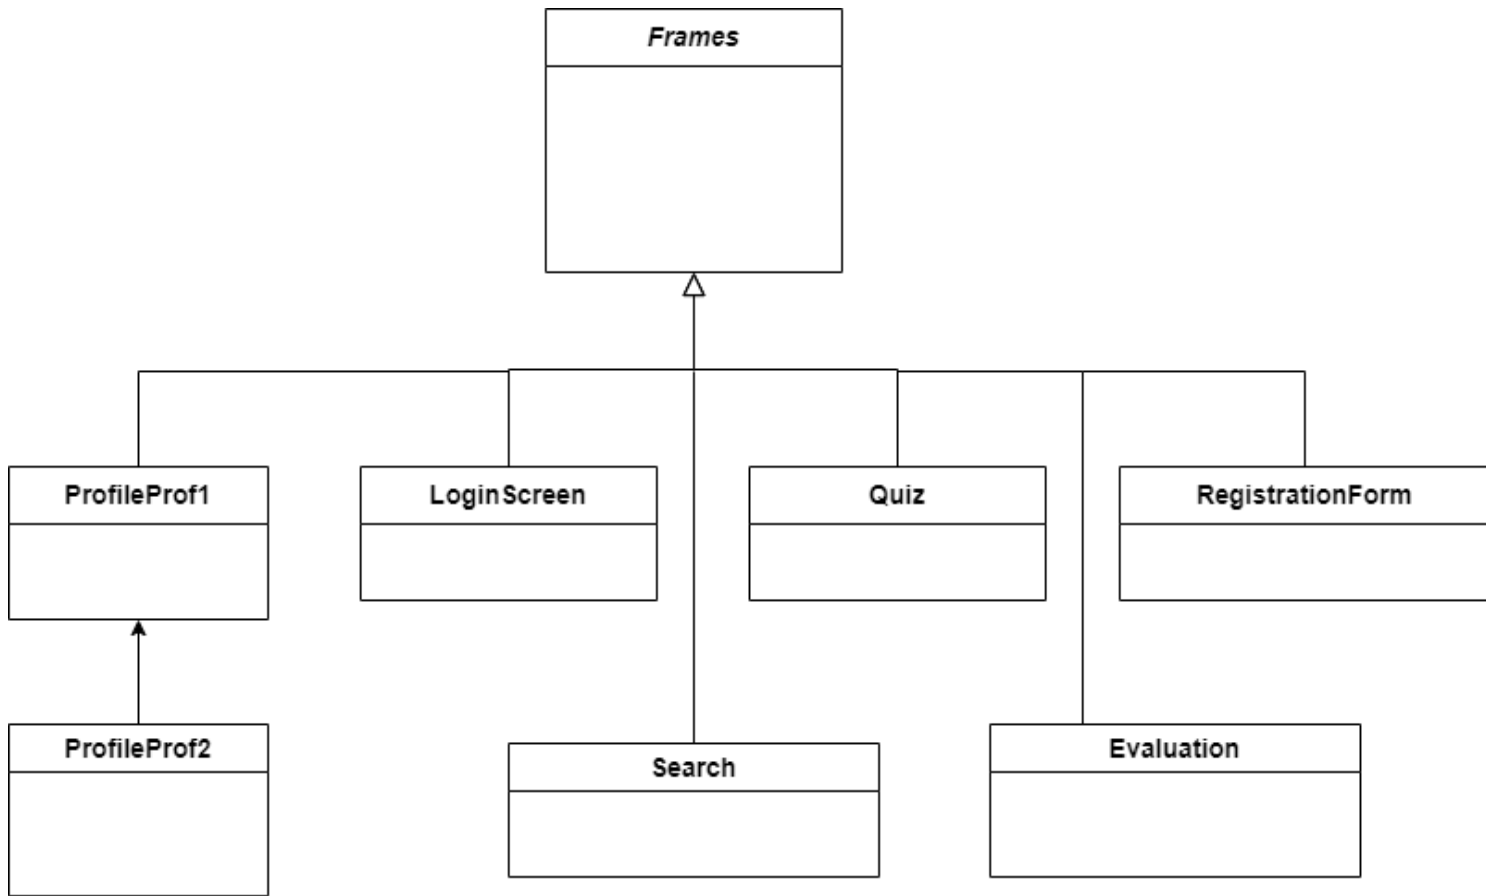 Frames
ProfileProf1
LoginScreen
Quiz
RegistrationForm
ProfileProf2
Search
Evaluation